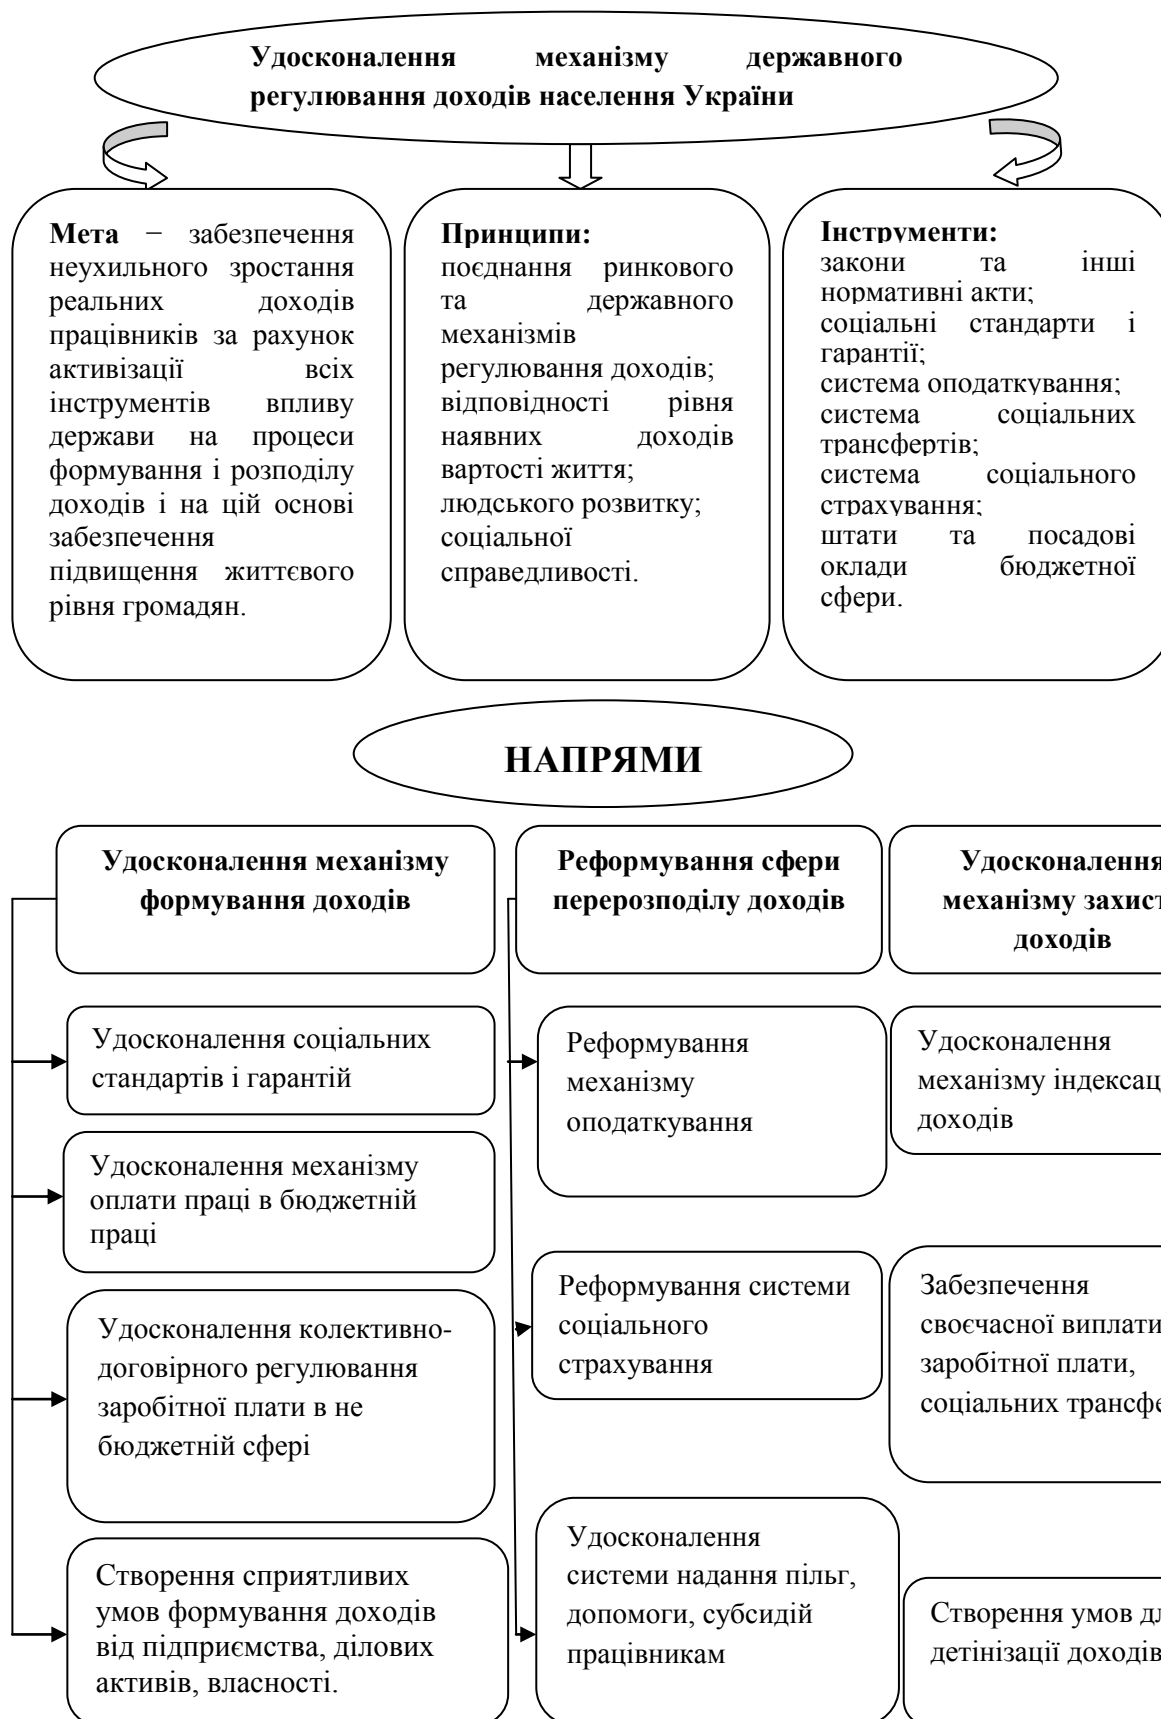 Удосконалення механізму державного
регулювання доходів населення України
Мета − забезпечення
неухильного зростання
реальних доходів
працівників за рахунок
активізації всіх
інструментів впливу
держави на процеси
формування і розподілу
доходів і на цій основі
забезпечення
підвищення життєвого
рівня громадян.
Принципи:
поєднання ринкового
та державного
механізмів
регулювання доходів;
відповідності рівня
наявних доходів
вартості життя;
людського розвитку;
соціальної
справедливості.
Інструменти:
закони та інші
нормативні акти;
соціальні стандарти і
гарантії;
система оподаткування;
система соціальних
трансфертів;
система соціального
страхування;
штати та посадові
оклади бюджетної
сфери.
НАПРЯМИ
Удосконалення механізму
формування доходів
Удосконалення соціальних
стандартів і гарантій
Удосконалення механізму
оплати праці в бюджетній
праці
Удосконалення колективно-
договірного регулювання
заробітної плати в не
бюджетній сфері
Створення сприятливих
умов формування доходів
від підприємства, ділових
активів, власності.
Реформування сфери
перерозподілу доходів
Реформування
механізму
оподаткування
Реформування системи
соціального
страхування
Удосконалення
системи надання пільг,
допомоги, субсидій
працівникам
Удосконалення
механізму захист
доходів
Удосконалення
механізму індексац
доходів
Забезпечення
своєчасної виплати
заробітної плати,
соціальних трансфе
Створення умов дл
детінізації доходів